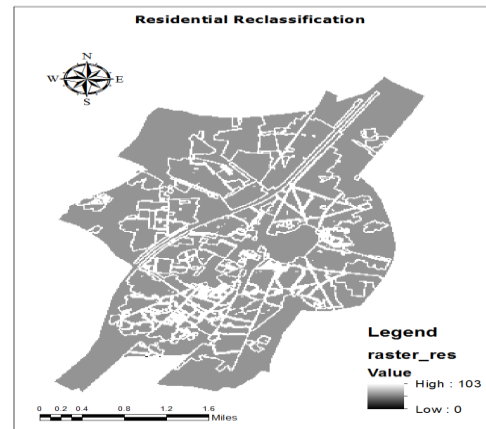 Residential Reclassification
N
W E
S
Legend
raster_res
Value
High : 103
Low : 0
0 0.2 0.4 0.8 1.2 1.6
Miles